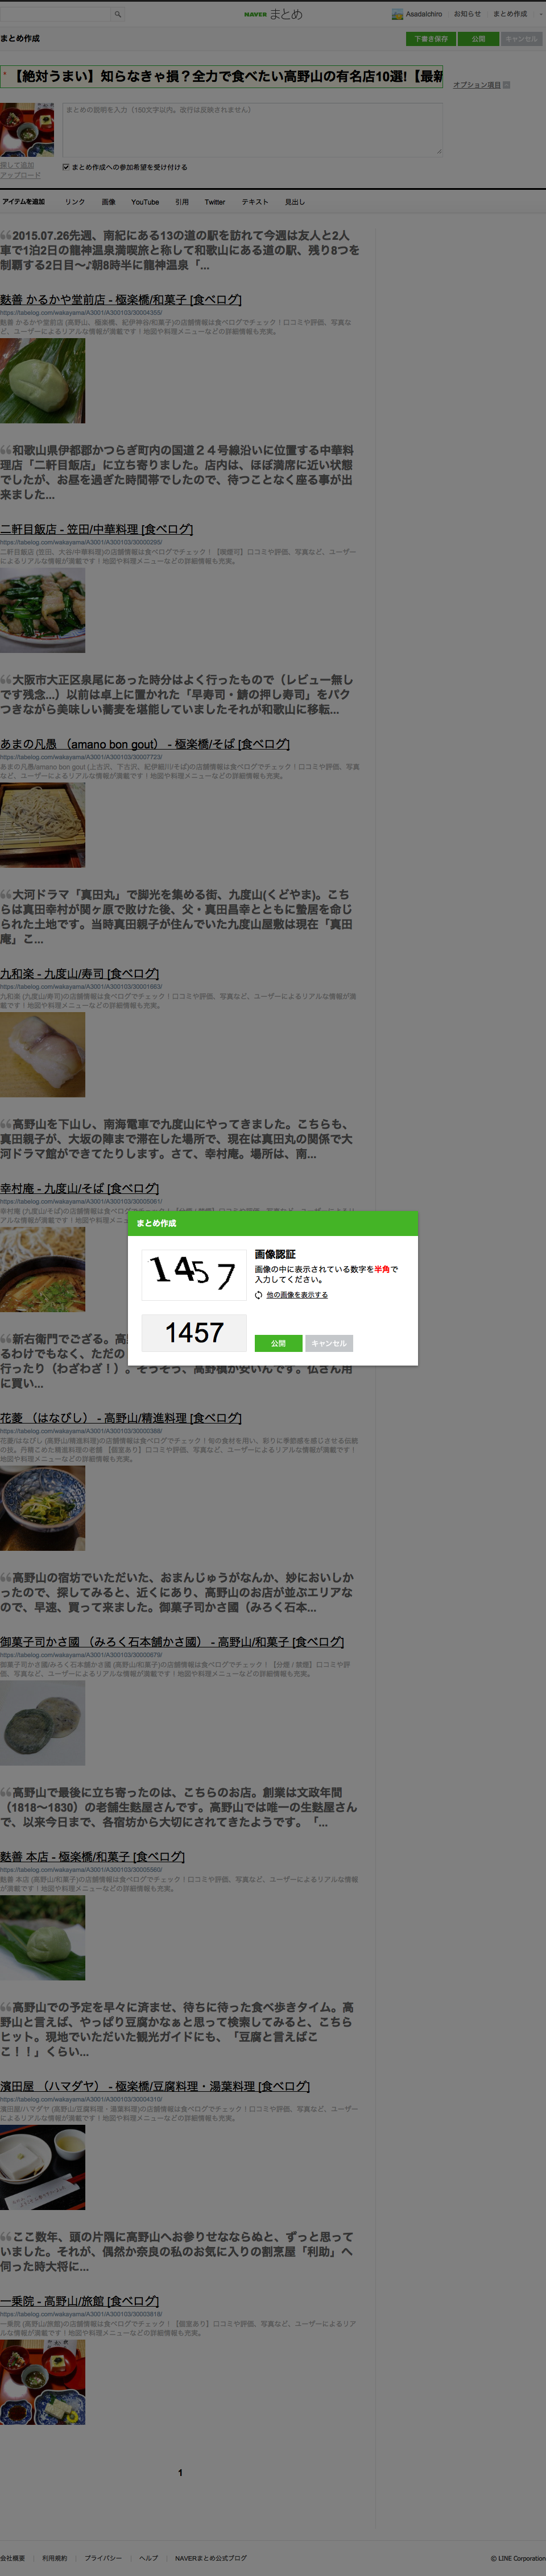 NAVER まとめ
AsadaIchiro お知らせ まとめ作成
まとめ作成
下書き保存 公開 キャンセル
* 【絶対うまい】知らなきゃ損？全力で食べたい高野山の有名店10選!【最新
オプション項目
まとめの説明を入力（160文字以内。改行は反映されません）
探して追加
アップロード
まとめ作成への参加希望を受け付ける
アイテムを追加 リンク 画像 YouTube 引用 Twitter テキスト 見出し
2015.07.26先週、南紀にある13の道の駅を訪れて今週は友人と2人
車で1泊2日の龍神温泉満喫旅と称して和歌山にある道の駅、残り8つを
制覇する2日目〜♪朝8時半に龍神温泉「...
麩善 かるかや堂前店 - 極楽橋/和菓子 [食べログ]
https://tabelog.com/wakayama/A3001/A300103/30004355/
麩善 かるかや堂前店 (高野山、極楽橋、紀伊神谷/和菓子)の店舗情報は食べログでチェック！口コミや評価、写真な
ど、ユーザーによるリアルな情報が満載です！地図や料理メニューなどの詳細情報も充実。
和歌山県伊都郡かつらぎ町内の国道２４号線沿いに位置する中華料
理店「二軒目飯店」に立ち寄りました。店内は、ほぼ満席に近い状態
でしたが、お昼を過ぎた時間帯でしたので、待つことなく座る事が出
来ました...
二軒目飯店 - 笠田/中華料理 [食べログ]
https://tabelog.com/wakayama/A3001/A300103/30000295/
二軒目飯店 (笠田、大谷/中華料理)の店舗情報は食べログでチェック！【喫煙可】口コミや評価、写真など、ユーザー
によるリアルな情報が満載です！地図や料理メニューなどの詳細情報も充実。
大阪市大正区泉尾にあった時分はよく行ったもので（レビュー無し
です残念...）以前は卓上に置かれた「早寿司・鯖の押し寿司」をパク
つきながら美味しい蕎麦を堪能していましたそれが和歌山に移転...
あまの凡愚 （amano bon gout） - 極楽橋/そば [食べログ]
https://tabelog.com/wakayama/A3001/A300103/30007723/
あまの凡愚/amano bon gout (上古沢、下古沢、紀伊細川/そば)の店舗情報は食べログでチェック！口コミや評価、写真
など、ユーザーによるリアルな情報が満載です！地図や料理メニューなどの詳細情報も充実。
大河ドラマ「真田丸」で脚光を集める街、九度山(くどやま)。こち
らは真田幸村が関ヶ原で敗けた後、父・真田昌幸とともに蟄居を命じ
られた土地です。当時真田親子が住んでいた九度山屋敷は現在「真田
庵」こ...
九和楽 - 九度山/寿司 [食べログ]
https://tabelog.com/wakayama/A3001/A300103/30001663/
九和楽 (九度山/寿司)の店舗情報は食べログでチェック！口コミや評価、写真など、ユーザーによるリアルな情報が満
載です！地図や料理メニューなどの詳細情報も充実。
高野山を下山し、南海電車で九度山にやってきました。こちらも、
真田親子が、大坂の陣まで滞在した場所で、現在は真田丸の関係で大
河ドラマ館ができてたりします。さて、幸村庵。場所は、南...
幸村庵 - 九度山/そば [食べログ]
https://tabelog.com/wakayama/A3001/A300103/30005061/
まとめ作成
1457
画像認証
画像の中に表示されている数字を半角で
入力してください。
他の画像を表示する
1457
公開 キャンセル
新右衛門でござる。高
るわけでもなく、ただの
行ったり（わざわざ！）。そうそう、高野槙が安いんです。仏さん用
に買い...
花菱 （はなびし） - 高野山/精進料理 [食べログ]
https://tabelog.com/wakayama/A3001/A300103/30000388/
花菱/はなびし (高野山/精進料理)の店舗情報は食べログでチェック！旬の食材を用い、彩りに季節感を感じさせる伝統
の技。丹精こめた精進料理の老舗 【個室あり】口コミや評価、写真など、ユーザーによるリアルな情報が満載です！
地図や料理メニューなどの詳細情報も充実。
高野山の宿坊でいただいた、おまんじゅうがなんか、妙においしか
ったので、探してみると、近くにあり、高野山のお店が並ぶエリアな
ので、早速、買って来ました。御菓子司かさ國（みろく石本...
御菓子司かさ國 （みろく石本舗かさ國） - 高野山/和菓子 [食べログ]
https://tabelog.com/wakayama/A3001/A300103/30000679/
御菓子司かさ國/みろく石本舗かさ國 (高野山/和菓子)の店舗情報は食べログでチェック！【分煙 / 禁煙】口コミや評
価、写真など、ユーザーによるリアルな情報が満載です！地図や料理メニューなどの詳細情報も充実。
高野山で最後に立ち寄ったのは、こちらのお店。創業は文政年間
（1818〜1830）の老舗生麩屋さんです。高野山では唯一の生麩屋さん
で、以来今日まで、各宿坊から大切にされてきたようです。「...
麩善 本店 - 極楽橋/和菓子 [食べログ]
https://tabelog.com/wakayama/A3001/A300103/30005560/
麩善 本店 (高野山/和菓子)の店舗情報は食べログでチェック！口コミや評価、写真など、ユーザーによるリアルな情報
が満載です！地図や料理メニューなどの詳細情報も充実。
高野山での予定を早々に済ませ、待ちに待った食べ歩きタイム。高
野山と言えば、やっぱり豆腐かなぁと思って検索してみると、こちら
ヒット。現地でいただいた観光ガイドにも、「豆腐と言えばこ
こ！！」くらい...
濱田屋 （ハマダヤ） - 極楽橋/豆腐料理・湯葉料理 [食べログ]
https://tabelog.com/wakayama/A3001/A300103/30004310/
濱田屋/ハマダヤ (高野山/豆腐料理・湯葉料理)の店舗情報は食べログでチェック！口コミや評価、写真など、ユーザー
によるリアルな情報が満載です！地図や料理メニューなどの詳細情報も充実。
ここ数年、頭の片隅に高野山へお参りせなならぬと、ずっと思って
いました。それが、偶然か奈良の私のお気に入りの割烹屋「利助」へ
伺った時大将に...
一乗院 - 高野山/旅館 [食べログ]
https://tabelog.com/wakayama/A3001/A300103/30003818/
一乗院 (高野山/旅館)の店舗情報は食べログでチェック！【個室あり】口コミや評価、写真など、ユーザーによるリア
ルな情報が満載です！地図や料理メニューなどの詳細情報も充実。
1
会社概要 利用規約 プライバシー ヘルプ NAVERまとめ公式ブログ
© LINE Corporation